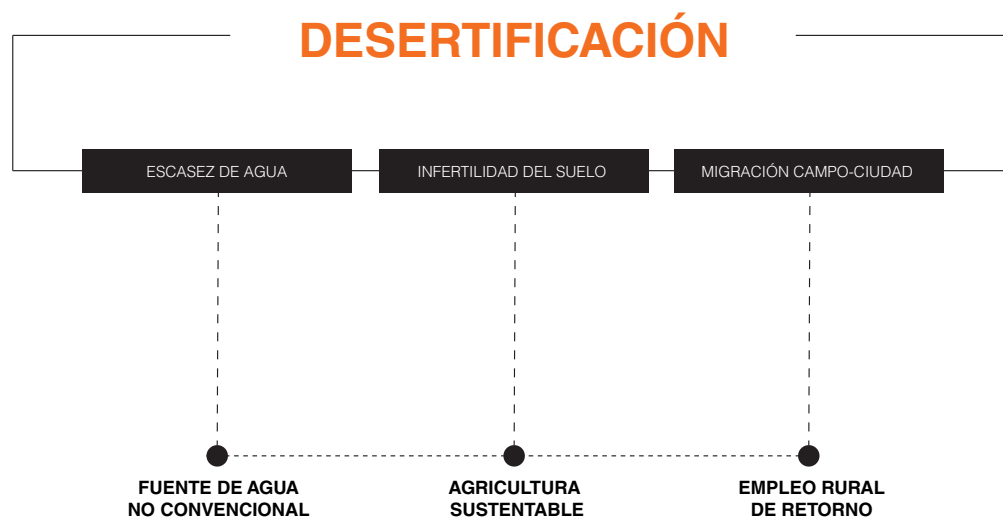 DESERTIFICACIÓN
ESCASEZ DE AGUA
INFERTILIDAD DEL SUELO
MIGRACIÓN CAMPO-CIUDAD
FUENTE DE AGUA
NO CONVENCIONAL
AGRICULTURA
SUSTENTABLE
EMPLEO RURAL
DE RETORNO